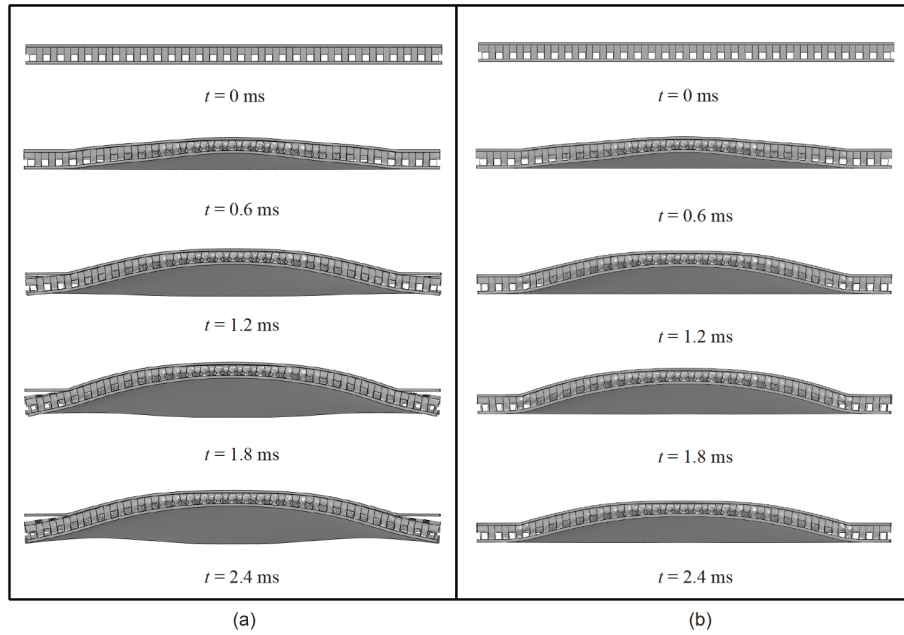 t = 0 ms
t = 0.6 ms
t = 1.2 ms
t = 1.8 ms
t = 2.4 ms
(a)
t = 0 ms
t = 0.6 ms
t = 1.2 ms
t = 1.8 ms
t = 2.4 ms
(b)